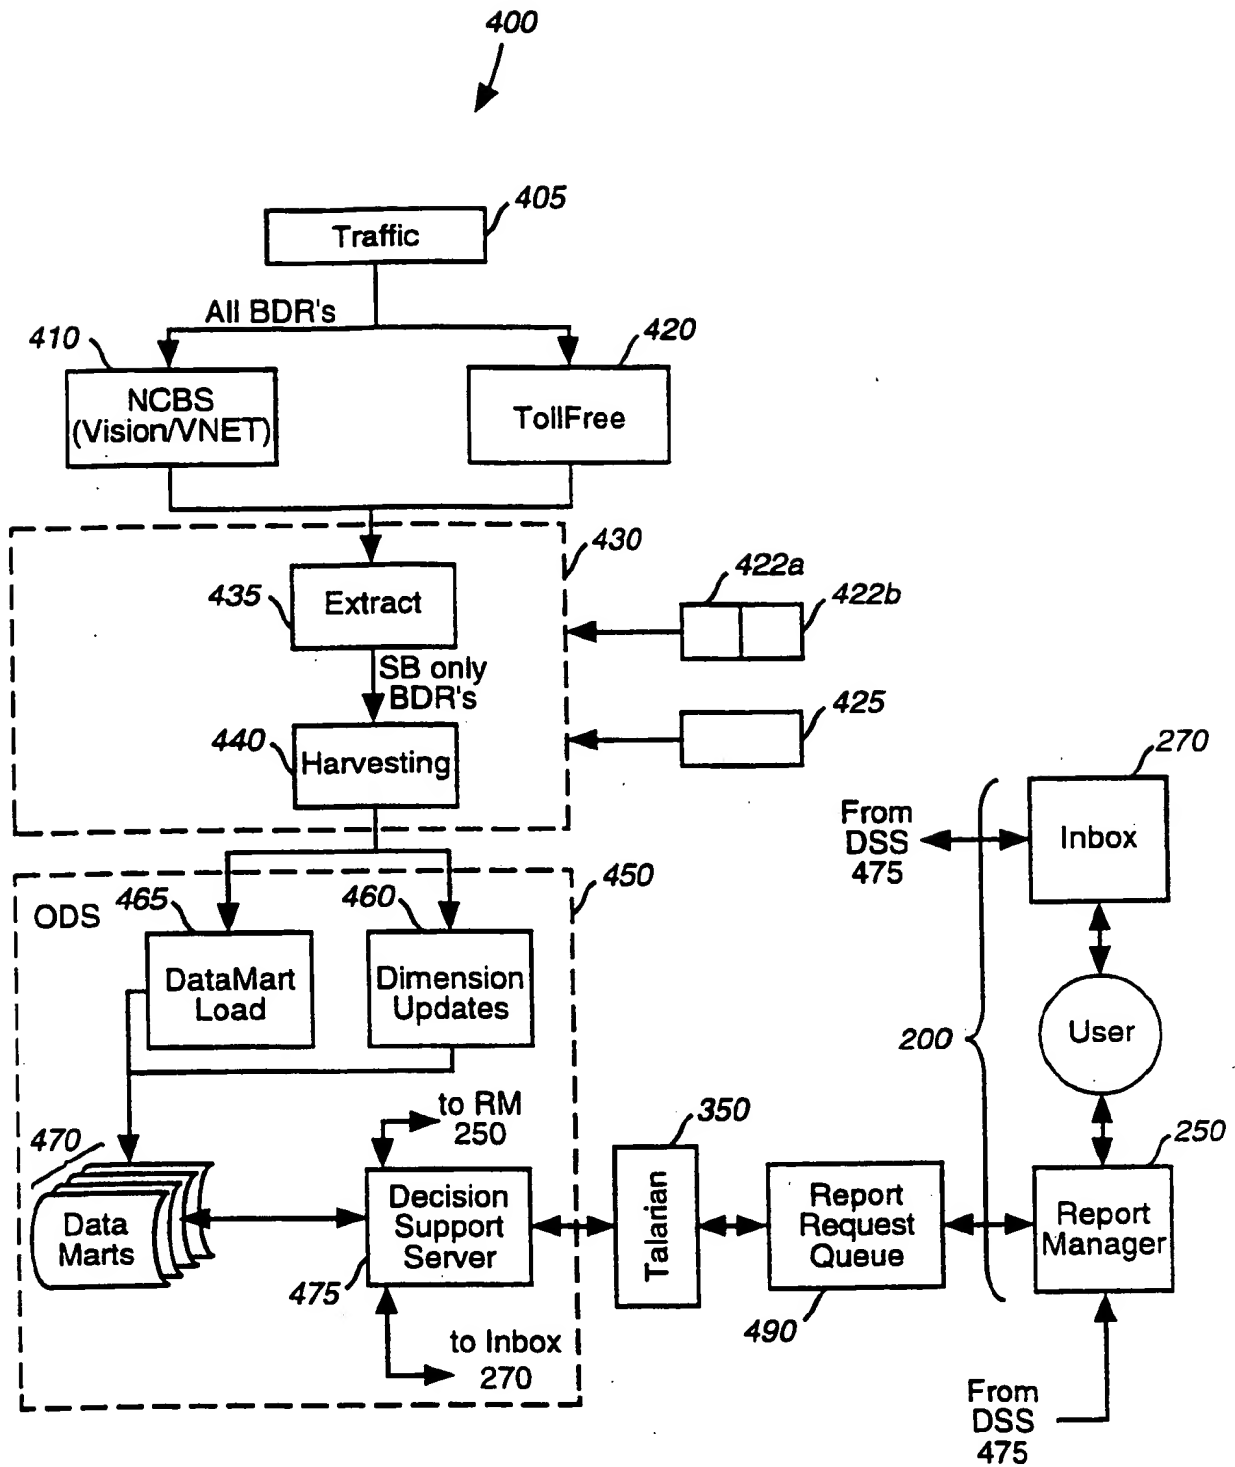 400
405
Traffic
All BDR's
410
420
NCBS
(Vision/VNET)
TollFree
430
435
Extract
422a
422b
SB only
BDR's
425
440
Harvesting
270
From
DSS
475
Inbox
ODS
465
460
450
DataMart
Load
Dimension
Updates
200
User
to RM
250
350
250
470
Data
Marts
Decision
Support
Server
475
Talarian
Report
Request
Queue
490
Report
Manager
to Inbox
270
From
DSS
475